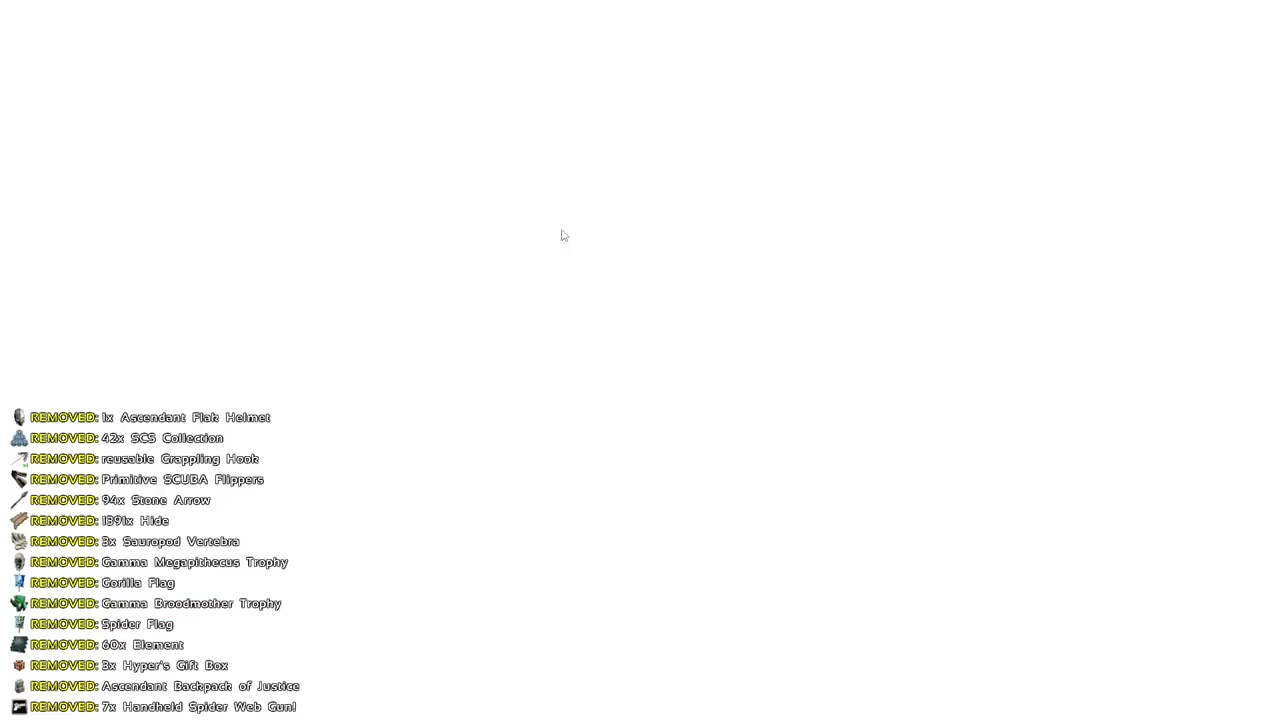 REMOVED: 1x Ascendant Flak Helmet
REMOVED: 42x SCS Collection
REMOVED: reusable Grappling Hook
REMOVED: Primitive SCUBA Flippers
REMOVED: 94x Stone Arrow
REMOVED: 1391x Hide
REMOVED: 3x Sauropod Vertebra
REMOVED: Gamma Megapithecus Trophy
REMOVED: Gorilla Flag
REMOVED: Gamma Broodmother Trophy
REMOVED: Spider Flag
REMOVED: 60x Element
REMOVED: 3x Hyper's Gift Box
REMOVED: Ascendant Backpack of Justice
REMOVED: 7x Handheld Spider Web Gun!